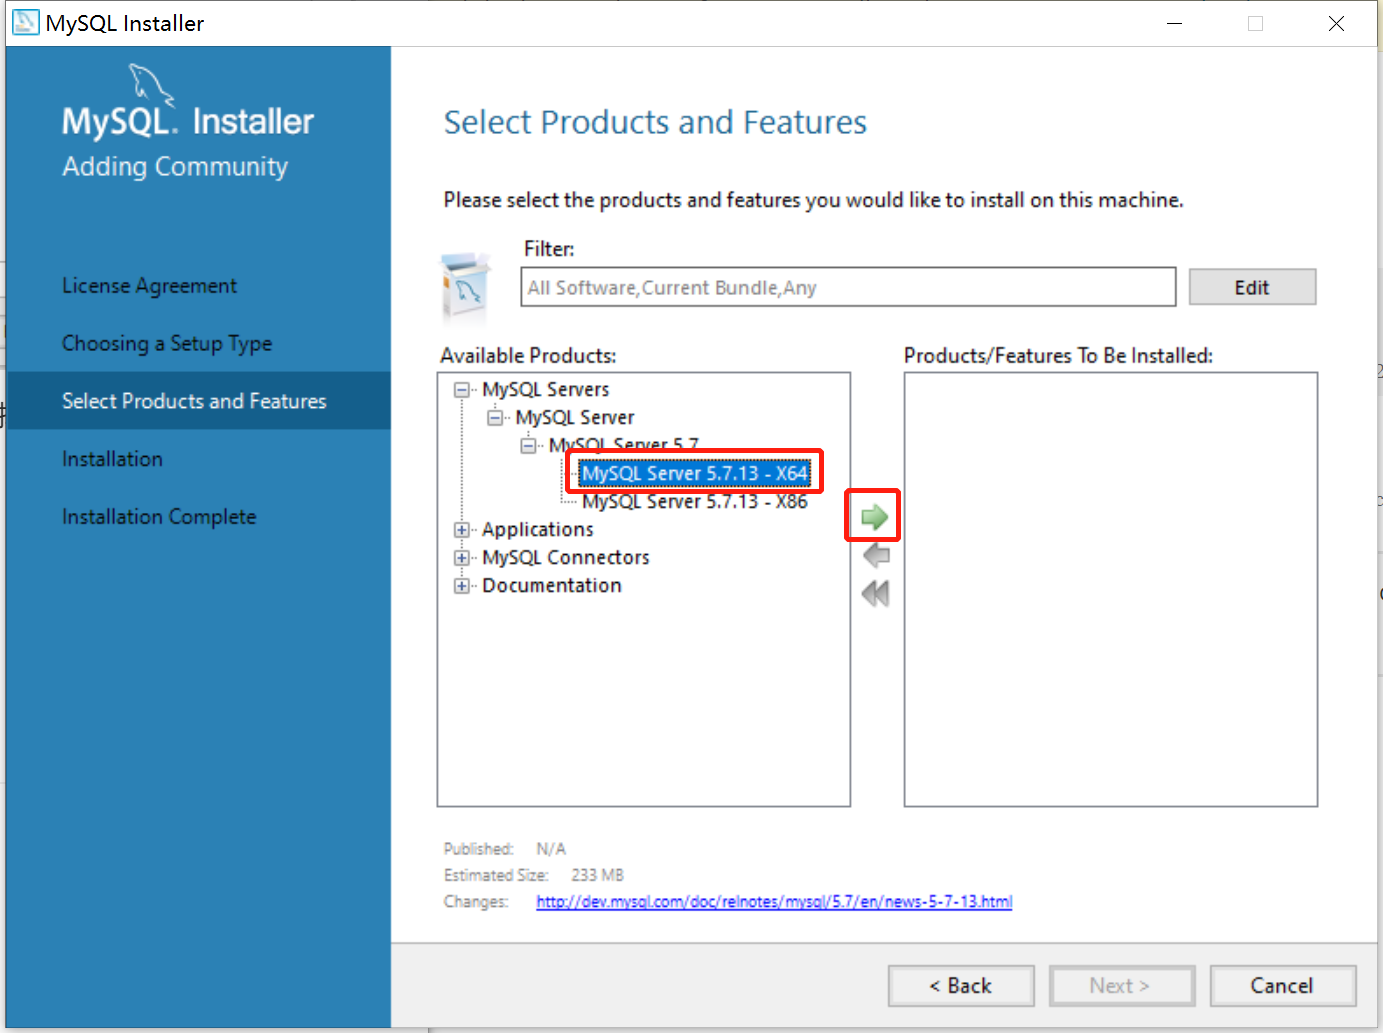 MySQL Installer
MySQL. Installer
Adding Community
License Agreement
Choosing a Setup Type
Select Products and Features
Installation
Installation Complete
Select Products and Features
Please select the products and features you would like to install on this machine.
Filter:
All Software,Current Bundle,Any
Edit
Available Products:
MySQL Servers
MySQL Server
MySQL Server 5.7
MySQL Server 5.7.13 - X64
MySQL Server 5.7.13 - X86
Applications
MySQL Connectors
Documentation
Products/Features To Be Installed:
Published: N/A
Estimated Size: 233 MB
Changes: http://dev.mysql.com/doc/relnotes/mysql/5.7/en/news-5-7-13.html
< Back
Next >
Cancel